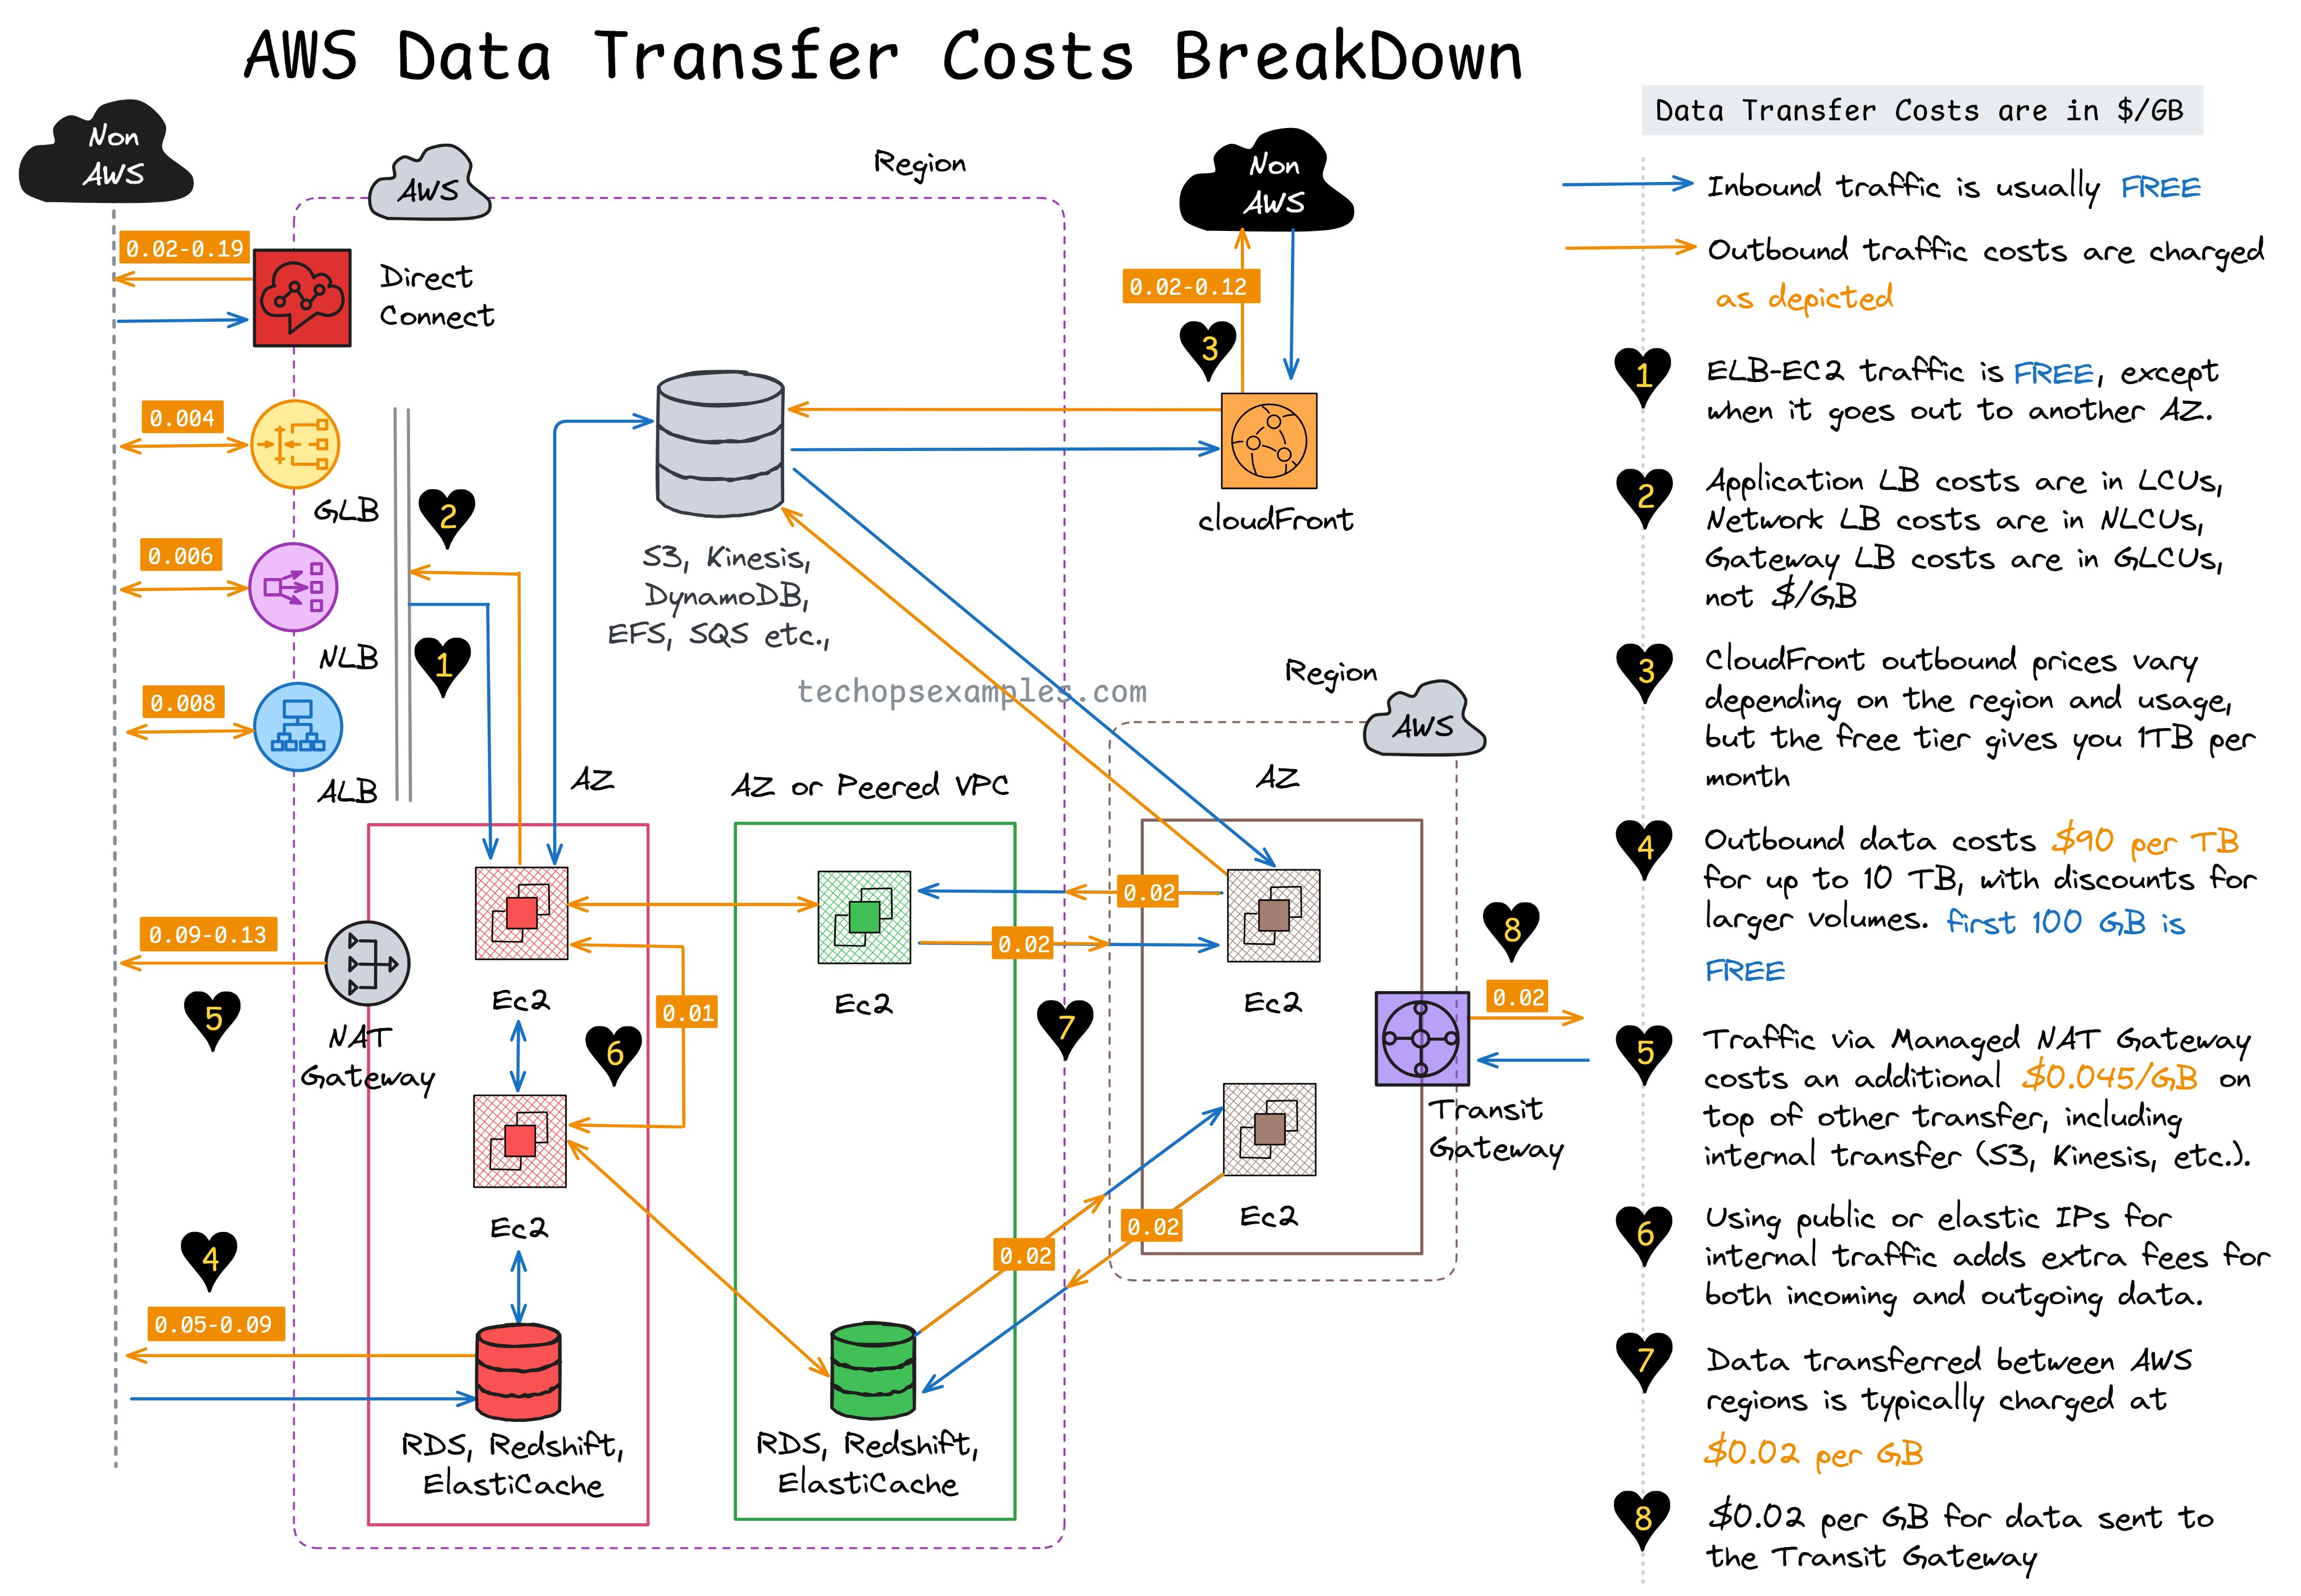 AWS Data Transfer Costs BreakDown
Non
AWS
AWS
Region
0.02-0.19
Direct
Connect
0.004
GLB
0.006
NLB
0.008
ALB
2
1
S3, Kinesis,
DynamoDB,
EFS, SQS etc.,
Non
AWS
0.02-0.12
3
cloudFront
techopsexamples.com
Region
AWS
AZ
AZ or Peered VPC
AZ
0.09-0.13
5
NAT
Gateway
Ec2
6
0.01
Ec2
Ec2
0.02
0.02
7
Ec2
8
0.02
Transit
Gateway
Ec2
0.02
0.02
4
0.05-0.09
RDS, Redshift,
ElastiCache
RDS, Redshift,
ElastiCache
Data Transfer Costs are in $/GB
Inbound traffic is usually FREE
Outbound traffic costs are charged
as depicted
1
ELB-EC2 traffic is FREE, except
when it goes out to another AZ.
2
Application LB costs are in LCUs,
Network LB costs are in NLCUs,
Gateway LB costs are in GLCUs,
not $/GB
3
CloudFront outbound prices vary
depending on the region and usage,
but the free tier gives you 1TB per
month
4
Outbound data costs $90 per TB
for up to 10 TB, with discounts for
larger volumes. first 100 GB is
FREE
5
Traffic via Managed NAT Gateway
costs an additional $0.045/GB on
top of other transfer, including
internal transfer (S3, Kinesis, etc.).
6
Using public or elastic IPs for
internal traffic adds extra fees for
both incoming and outgoing data.
7
Data transferred between AWS
regions is typically charged at
$0.02 per GB
8
$0.02 per GB for data sent to
the Transit Gateway